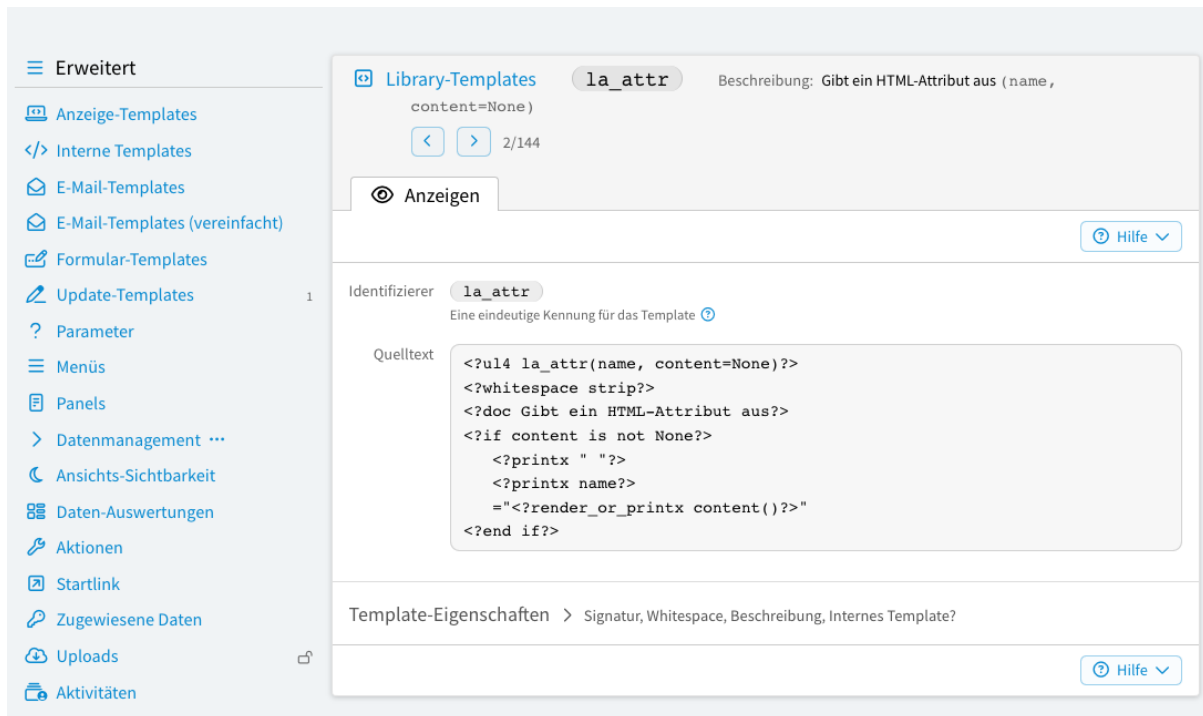 Erweitert
Anzeige-Templates
Interne Templates
E-Mail-Templates
E-Mail-Templates (vereinfacht)
Formular-Templates
Update-Templates 1
Parameter
Menüs
Panels
Datenmanagement ···
Ansichts-Sichtbarkeit
Daten-Auswertungen
Aktionen
Startlink
Zugewiesene Daten
Uploads
Aktivitäten
Library-Templates la_attr Beschreibung: Gibt ein HTML-Attribut aus (name,
content=None)
2/144
Anzeigen
Hilfe
Identifizierer la_attr
Eine eindeutige Kennung für das Template
Quelltext
<?ul4 la_attr(name, content=None)?>
<?whitespace strip?>
<?doc Gibt ein HTML-Attribut aus?>
<?if content is not None?>
<?printx " "?>
<?printx name?>
="<?render_or_printx content()?>"
<?end if?>
Template-Eigenschaften > Signatur, Whitespace, Beschreibung, Internes Template?
Hilfe